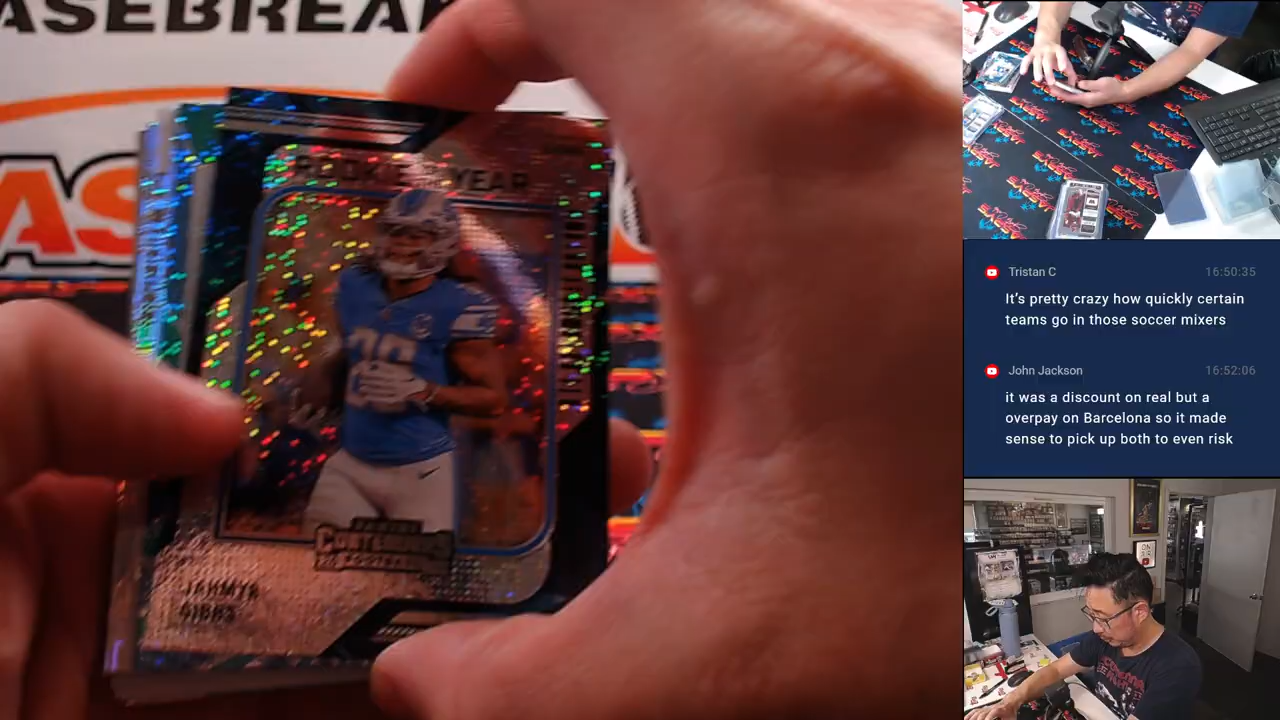 ASEBREAK
AS
ROOKIE OF THE YEAR
CONTENDERS
FOOTBALL
JAHMYR
GIBBS
Tristan C 16:50:35
It's pretty crazy how quickly certain
teams go in those soccer mixers
John Jackson 16:52:06
it was a discount on real but a
overpay on Barcelona so it made
sense to pick up both to even risk